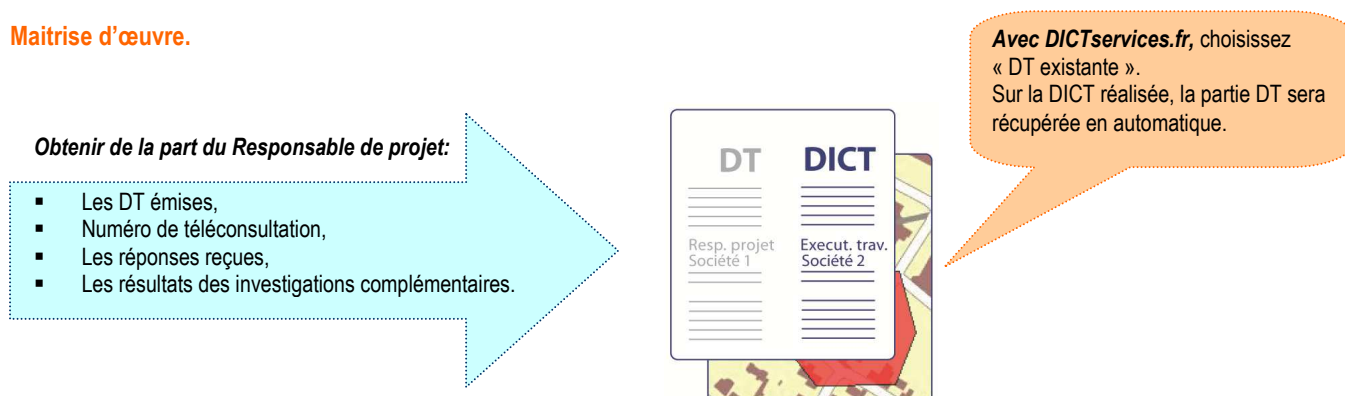 Maitrise d’œuvre.
Obtenir de la part du Responsable de projet:
▪ Les DT émises,
▪ Numéro de téléconsultation,
▪ Les réponses reçues,
▪ Les résultats des investigations complémentaires.
DT DICT
Resp. projet Execut. trav.
Société 1 Société 2
Avec DICTservices.fr, choisissez
« DT existante ».
Sur la DICT réalisée, la partie DT sera
récupérée en automatique.